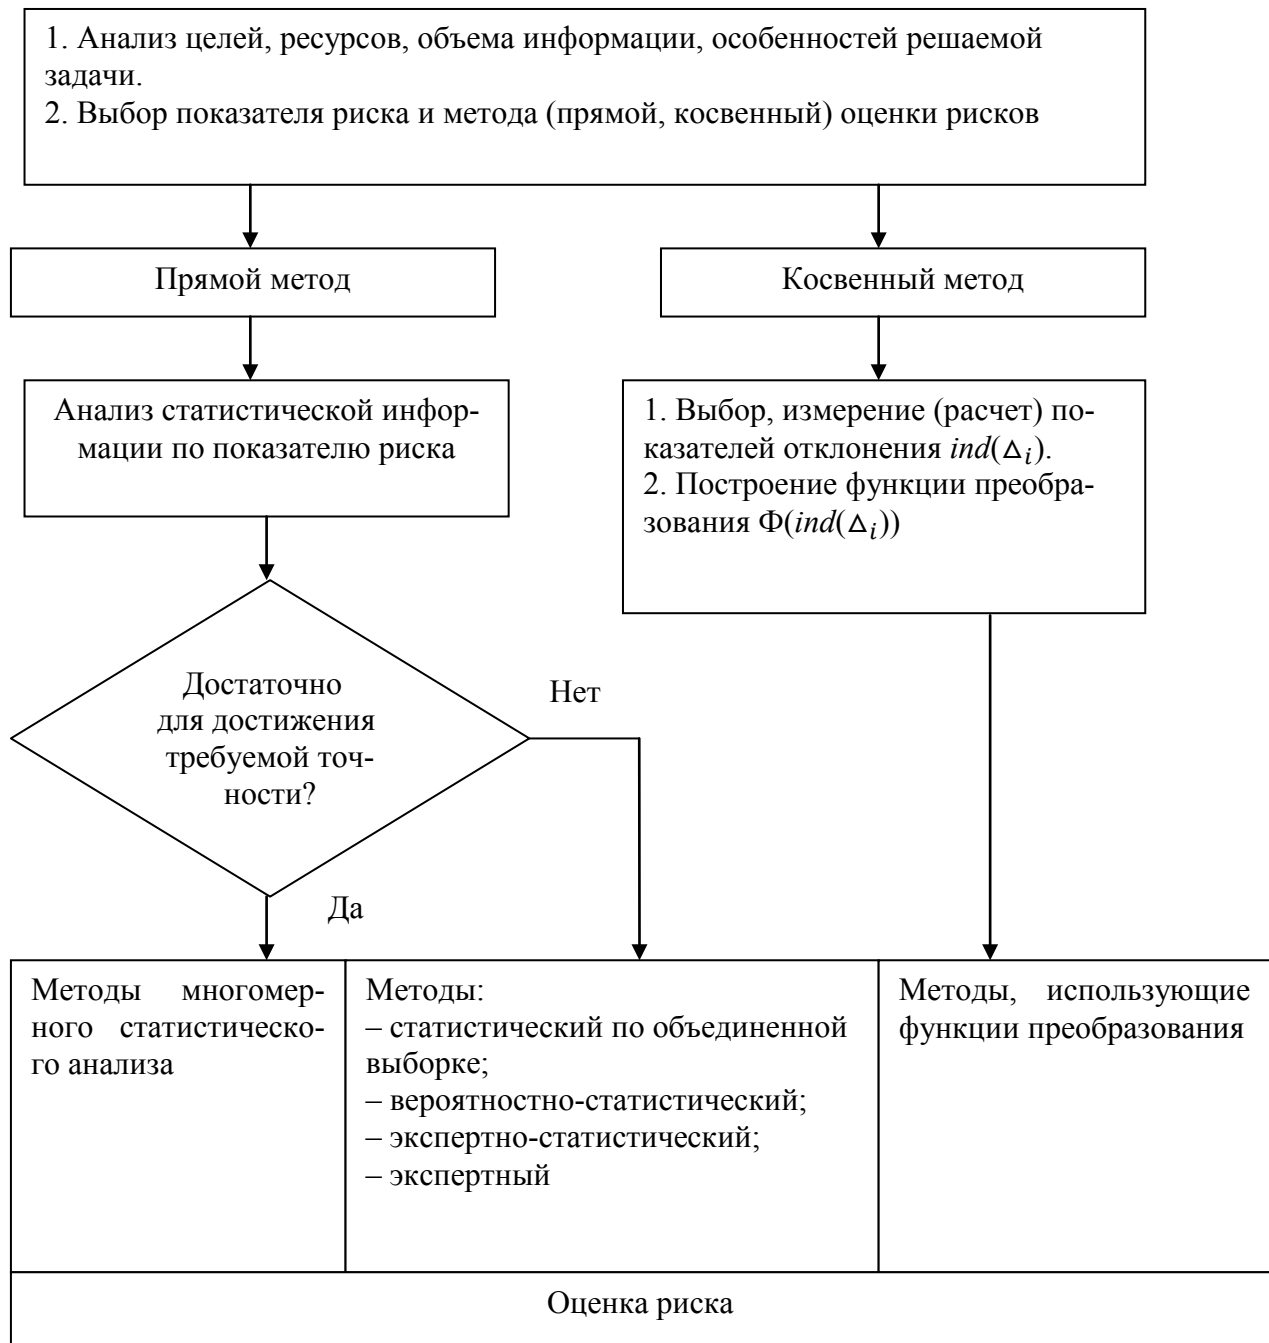 1. Анализ целей, ресурсов, объема информации, особенностей решаемой
задачи.
2. Выбор показателя риска и метода (прямой, косвенный) оценки рисков
Прямой метод
Косвенный метод
Анализ статистической инфор-
мации по показателю риска
1. Выбор, измерение (расчет) по-
казателей отклонения ind(△ᵢ).
2. Построение функции преобра-
зования Φ(ind(△ᵢ))
Достаточно
для достижения
требуемой точ-
ности?
Нет
Да
Методы многомер-
ного статистическо-
го анализа
Методы:
– статистический по объединенной
выборке;
– вероятностно-статистический;
– экспертно-статистический;
– экспертный
Методы, использующие
функции преобразования
Оценка риска